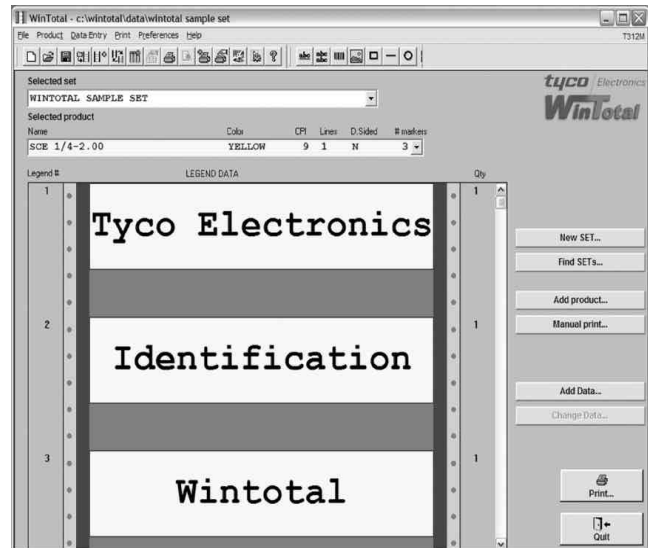 WinTotal - c:\wintotal\data\wintotal sample set
File Product Data Entry Print Preferences Help
T312M
Selected set
WINTOTAL SAMPLE SET
tyco Electronics
WinTotal
Selected product
Name Color CPI Lines D.Sided # markers
SCE 1/4-2.00 YELLOW 9 1 N 3
Legend # LEGEND DATA Qty
1 Tyco Electronics 1
New SET...
Find SETs...
Add product...
2 Identification 1
Manual print...
Add Data...
Change Data...
3 Wintotal 1
Print...
Quit